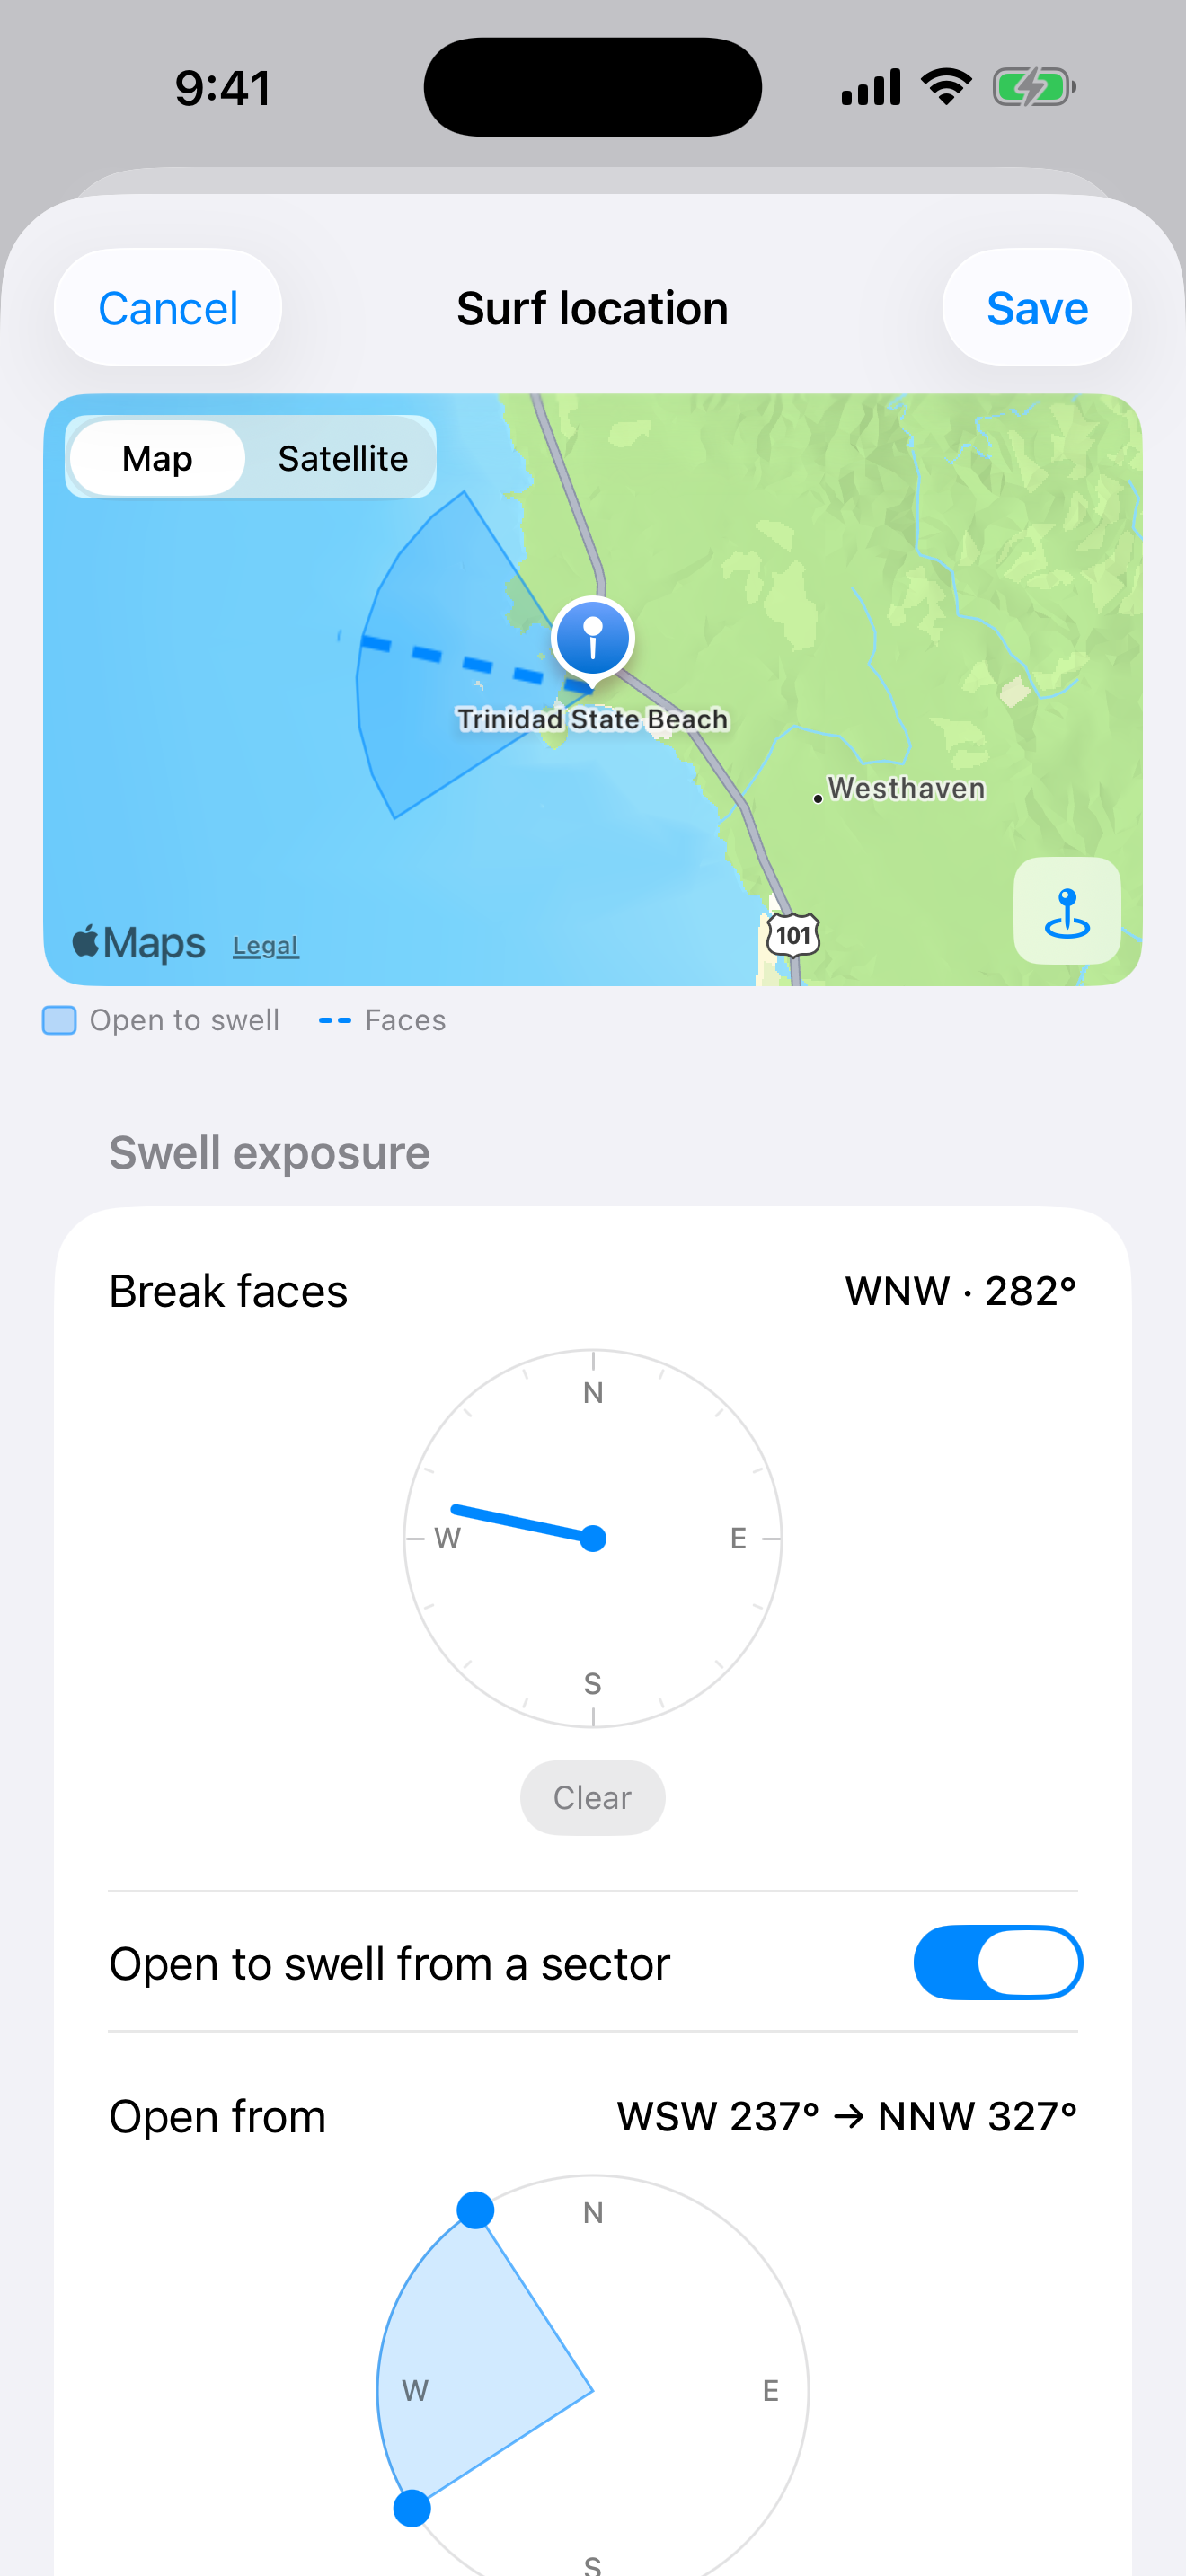 9:41
Cancel
Surf location
Save
Map
Satellite
Trinidad State Beach
Westhaven
101
Maps
Legal
Open to swell
Faces
Swell exposure
Break faces
WNW · 282°
N
W
E
S
Clear
Open to swell from a sector
Open from
WSW 237° → NNW 327°
N
W
E
S